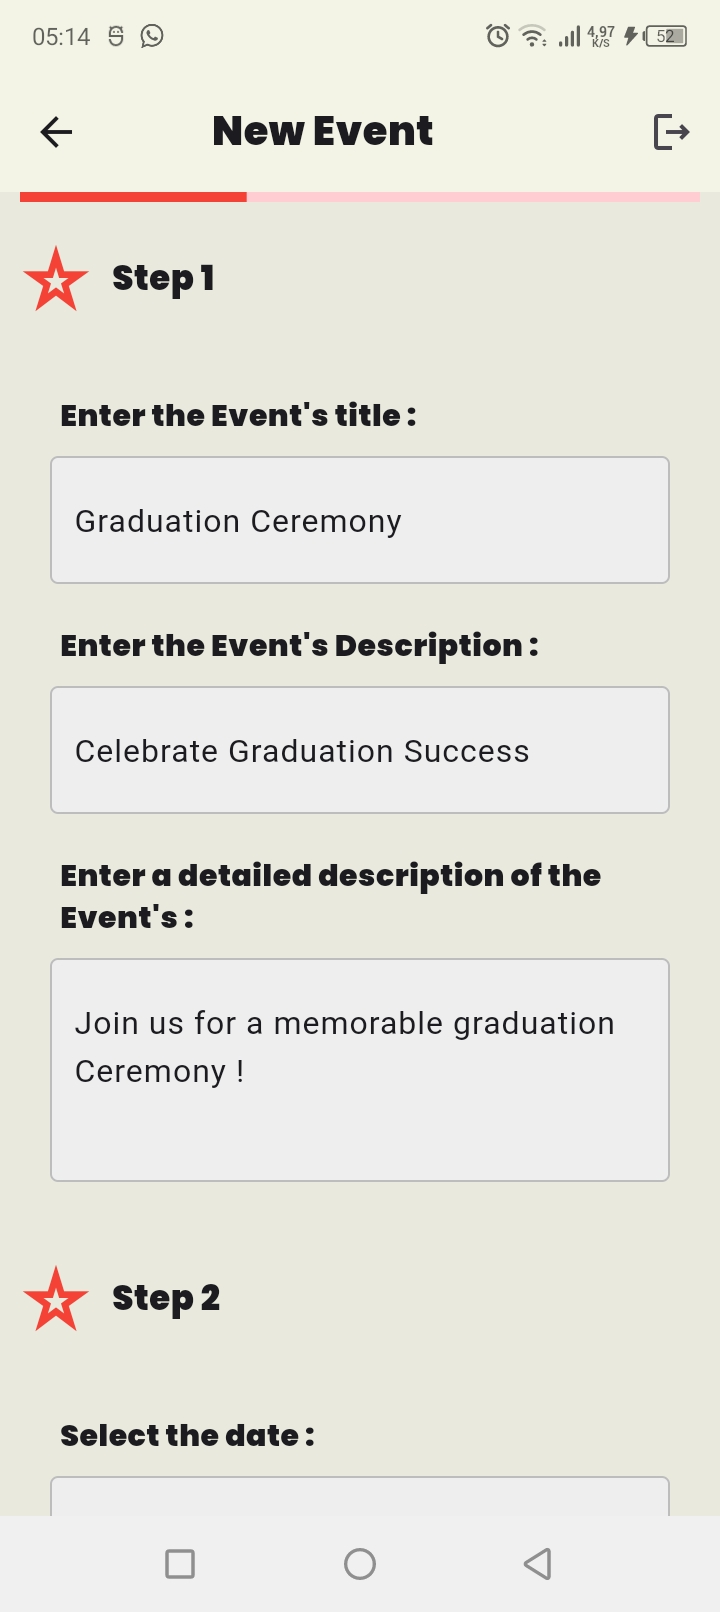 05:14
4,97
K/S
52
New Event
Step 1
Enter the Event's title :
Graduation Ceremony
Enter the Event's Description :
Celebrate Graduation Success
Enter a detailed description of the
Event's :
Join us for a memorable graduation
Ceremony !
Step 2
Select the date :